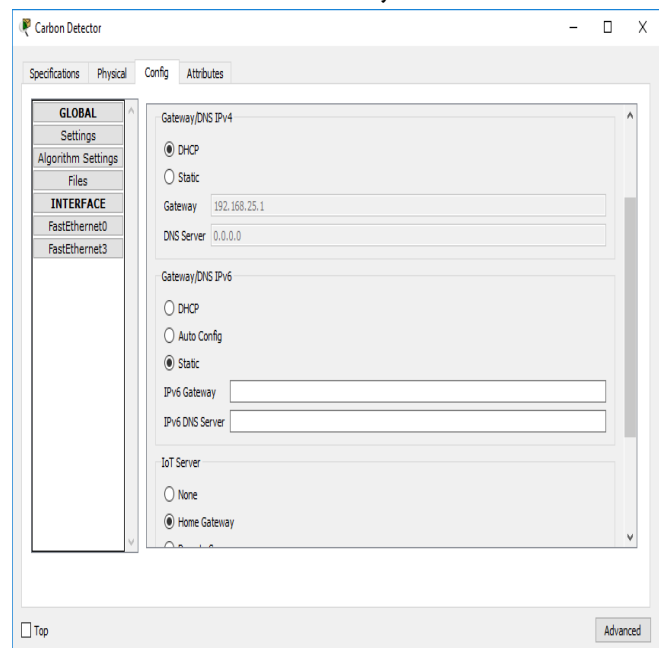 Carbon Detector
Specifications Physical Config Attributes
GLOBAL
Settings
Algorithm Settings
Files
INTERFACE
FastEthernet0
FastEthernet3
Gateway/DNS IPv4
DHCP
Static
Gateway 192.168.25.1
DNS Server 0.0.0.0
Gateway/DNS IPv6
DHCP
Auto Config
Static
IPv6 Gateway
IPv6 DNS Server
IoT Server
None
Home Gateway
Top
Advanced